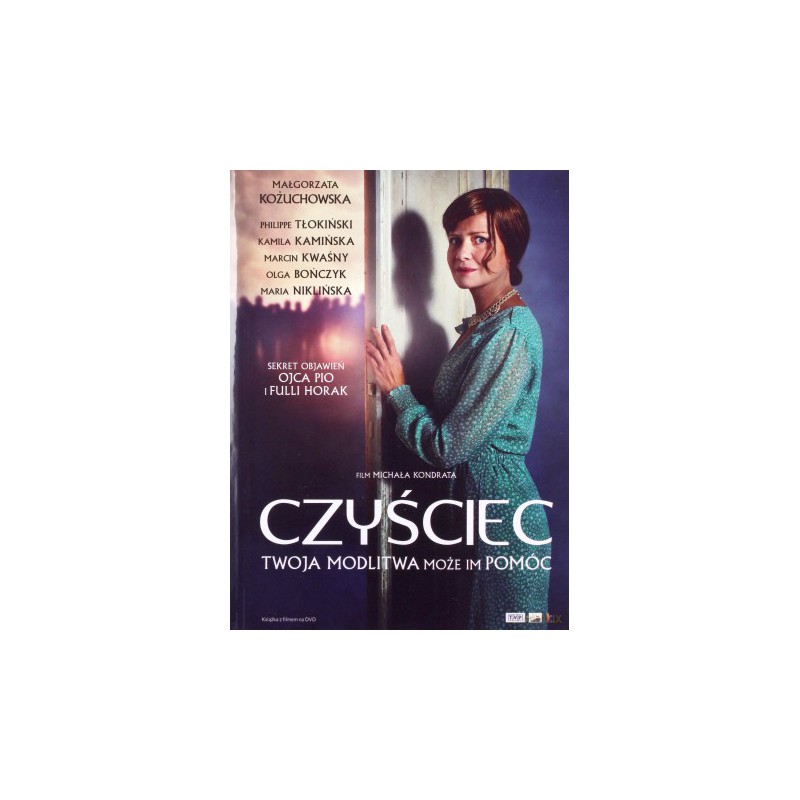 MAŁGORZATA
KOŻUCHOWSKA
PHILIPPE TŁOKIŃSKI
KAMILA KAMIŃSKA
MARCIN KWAŚNY
OLGA BOŃCZYK
MARIA NIKLIŃSKA
SEKRET OBJAWIEŃ
OJCA PIO
I FULLI HORAK
FILM MICHAŁA KONDRATA
CZYŚCIEC
TWOJA MODLITWA MOŻE IM POMÓC
Książka z filmem na DVD
TVP